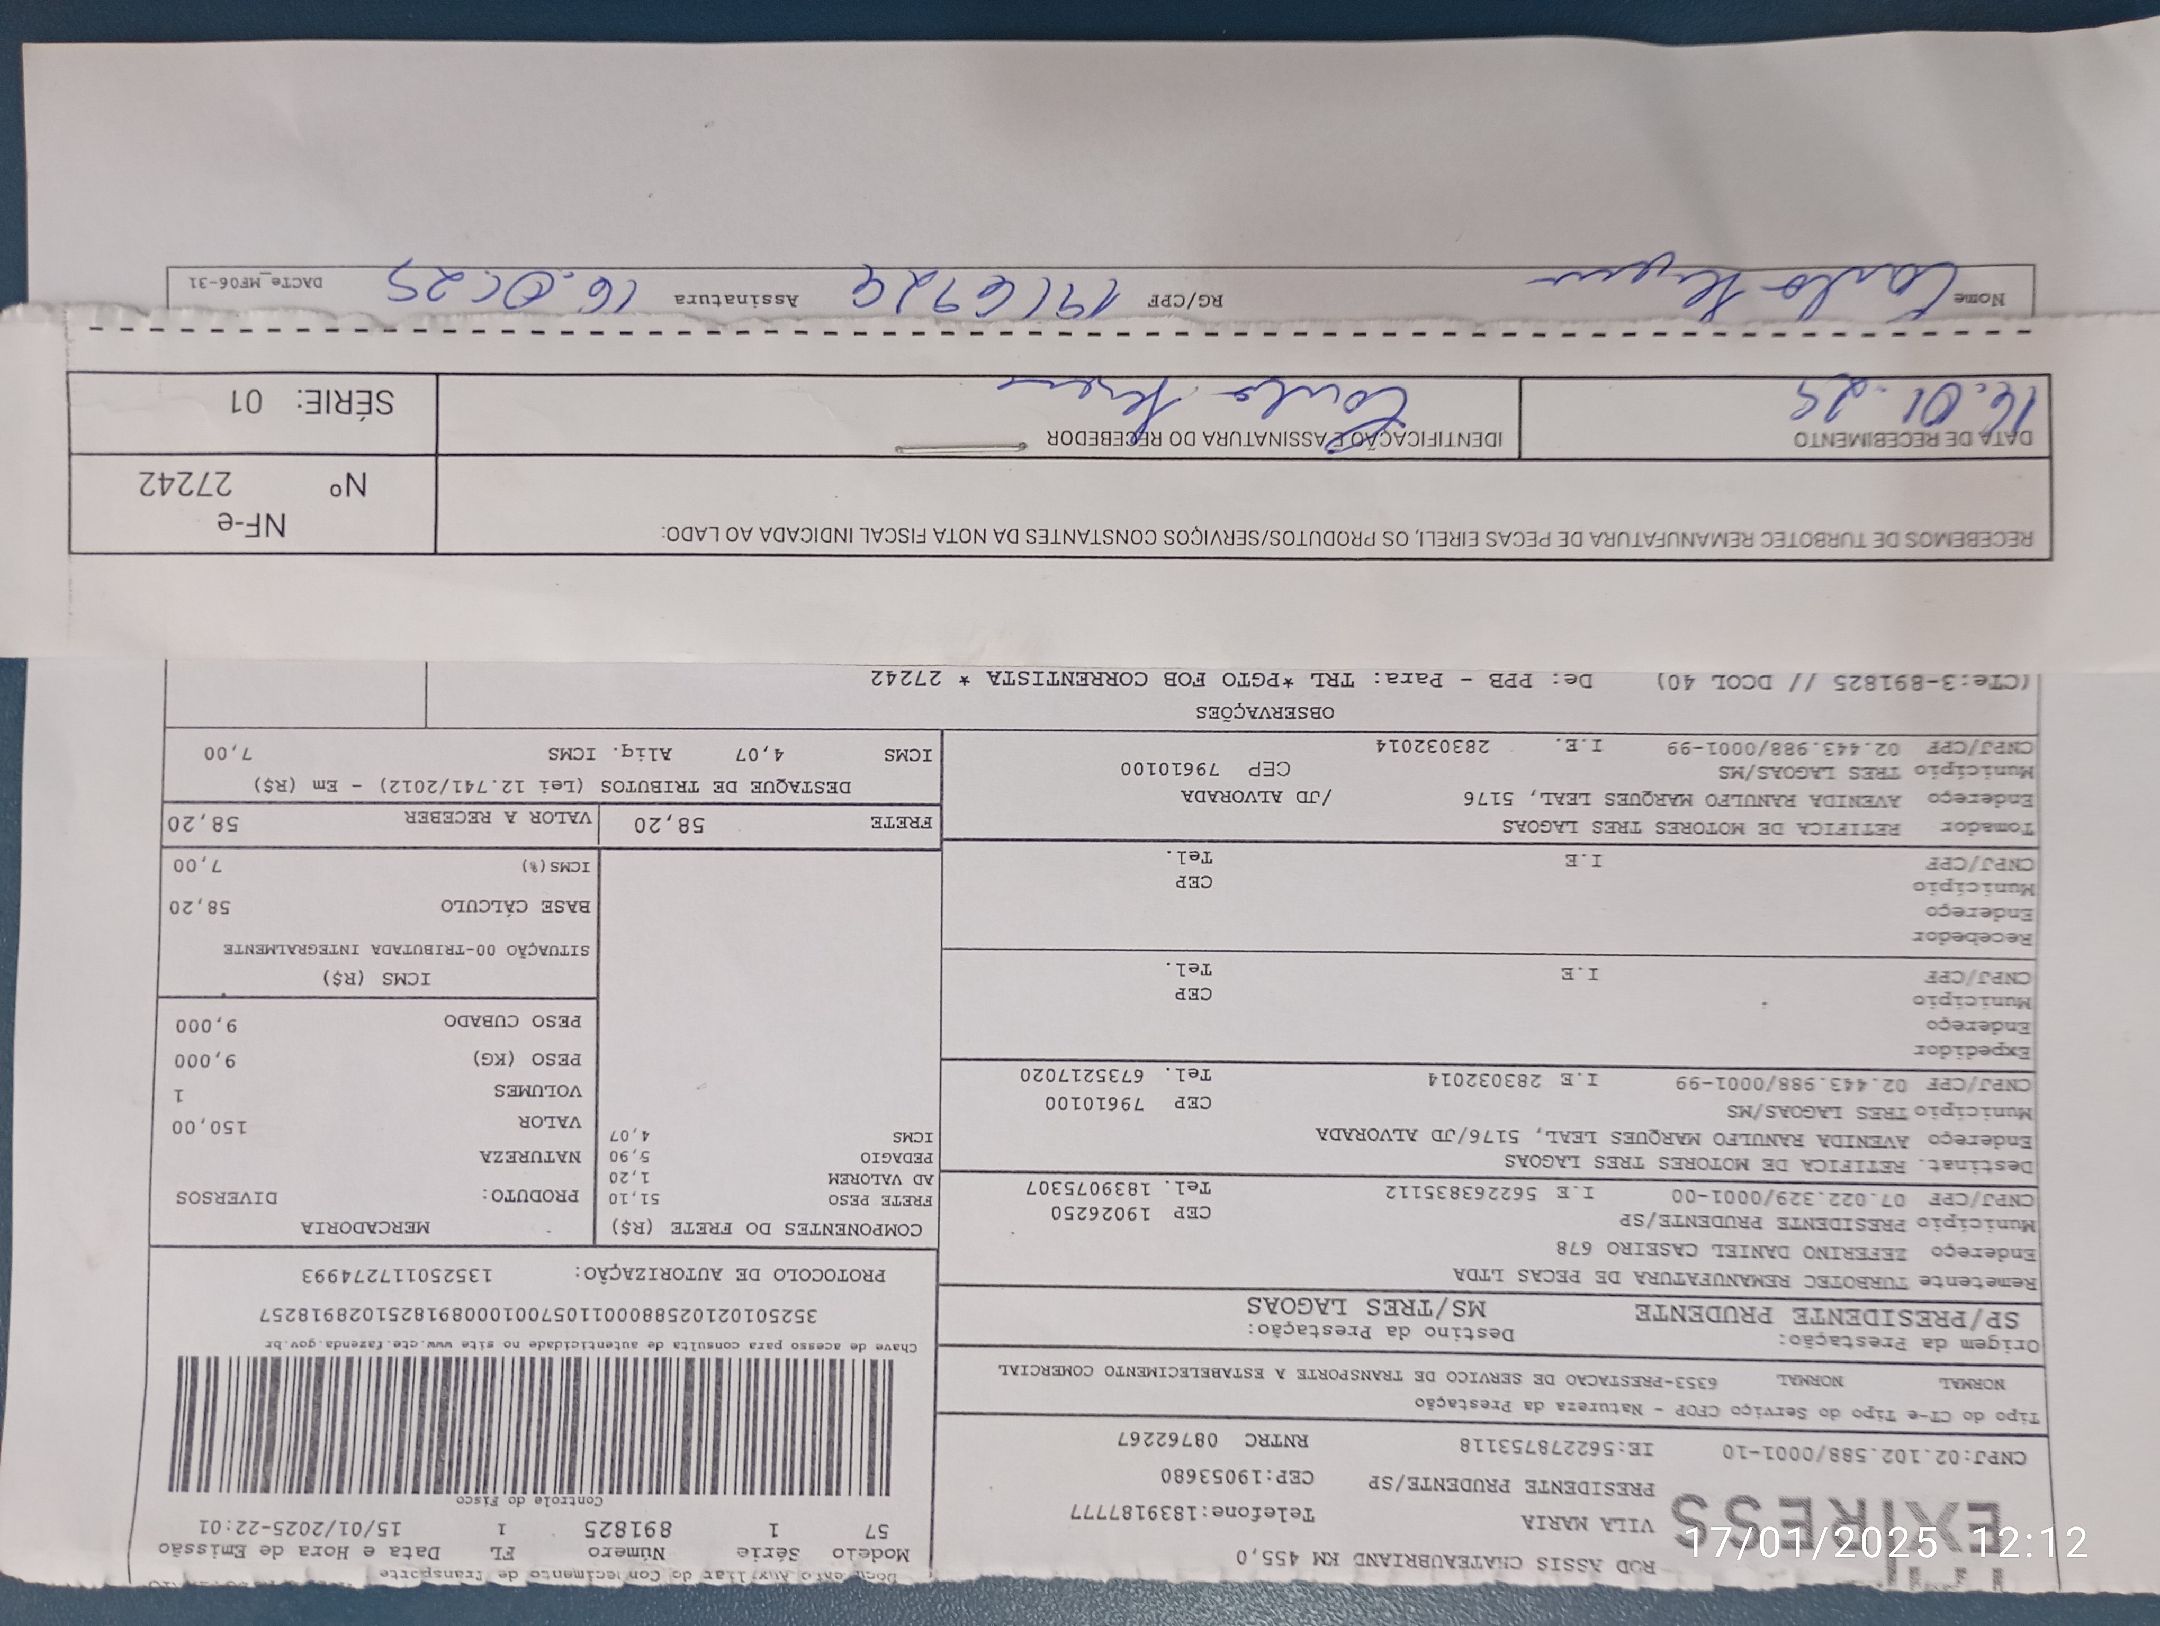 Documento Auxiliar do Conhecimento de Transporte
EXPRESS
ROD ASSIS CHATEAUBRIAND KM 455,0
VILA MARIA Telefone:1839187777
PRESIDENTE PRUDENTE/SP CEP:19053680
CNPJ:02.102.588/0001-10 IE:562278753118 RNTRC 08762267
Modelo Série Número FL Data e Hora de Emissão
57 1 891825 1 15/01/2025-22:01
Controle do Fisco
Tipo do CT-e Tipo do Serviço CFOP - Natureza da Prestação
NORMAL NORMAL 6353-PRESTACAO DE SERVICO DE TRANSPORTE A ESTABELECIMENTO COMERCIAL
Chave de acesso para consulta de autenticidade no site www.cte.fazenda.gov.br
35250102102588000110570010008918251028918257
Origem da Prestação: Destino da Prestação:
SP/PRESIDENTE PRUDENTE MS/TRES LAGOAS
PROTOCOLO DE AUTORIZAÇÃO: 135250117274993
Remetente TURBOTEC REMANUFATURA DE PECAS LTDA
Endereço ZEFERINO DANIEL CASEIRO 678
Município PRESIDENTE PRUDENTE/SP CEP 19026250
CNPJ/CPF 07.022.329/0001-00 I.E 562263835112 Tel. 1839075307
Destinat. RETIFICA DE MOTORES TRES LAGOAS
Endereço AVENIDA RANULFO MARQUES LEAL, 5176/JD ALVORADA
Município TRES LAGOAS/MS CEP 79610100
CNPJ/CPF 02.443.988/0001-99 I.E 283032014 Tel. 6735217020
Expedidor
Endereço
Município CEP
CNPJ/CPF I.E Tel.
Recebedor
Endereço
Município CEP
CNPJ/CPF I.E Tel.
Tomador RETIFICA DE MOTORES TRES LAGOAS
Endereço AVENIDA RANULFO MARQUES LEAL, 5176 /JD ALVORADA
Município TRES LAGOAS/MS CEP 79610100
CNPJ/CPF 02.443.988/0001-99 I.E. 283032014
COMPONENTES DO FRETE (R$)
FRETE PESO 51,10
AD VALOREM 1,20
PEDAGIO 5,90
ICMS 4,07
MERCADORIA
PRODUTO: DIVERSOS
NATUREZA
VALOR 150,00
VOLUMES 1
PESO (KG) 9,000
PESO CUBADO 9,000
ICMS (R$)
SITUAÇÃO 00-TRIBUTADA INTEGRALMENTE
BASE CÁLCULO 58,20
ICMS(%) 7,00
FRETE 58,20 VALOR A RECEBER 58,20
DESTAQUE DE TRIBUTOS (Lei 12.741/2012) - Em (R$)
ICMS 4,07 Aliq. ICMS 7,00
OBSERVAÇÕES
(CTe:3-891825 // DCOL 40) De: PPB - Para: TRL *PGTO FOB CORRENTISTA * 27242
RECEBEMOS DE TURBOTEC REMANUFATURA DE PECAS EIRELI, OS PRODUTOS/SERVIÇOS CONSTANTES DA NOTA FISCAL INDICADA AO LADO:
NF-e
Nº 27242
SÉRIE: 01
DATA DE RECEBIMENTO IDENTIFICAÇÃO E ASSINATURA DO RECEBEDOR
16.01.25
Nome RG/CPF Assinatura 16.01.25 DACTe_MF06-31
17/01/2025 12:12